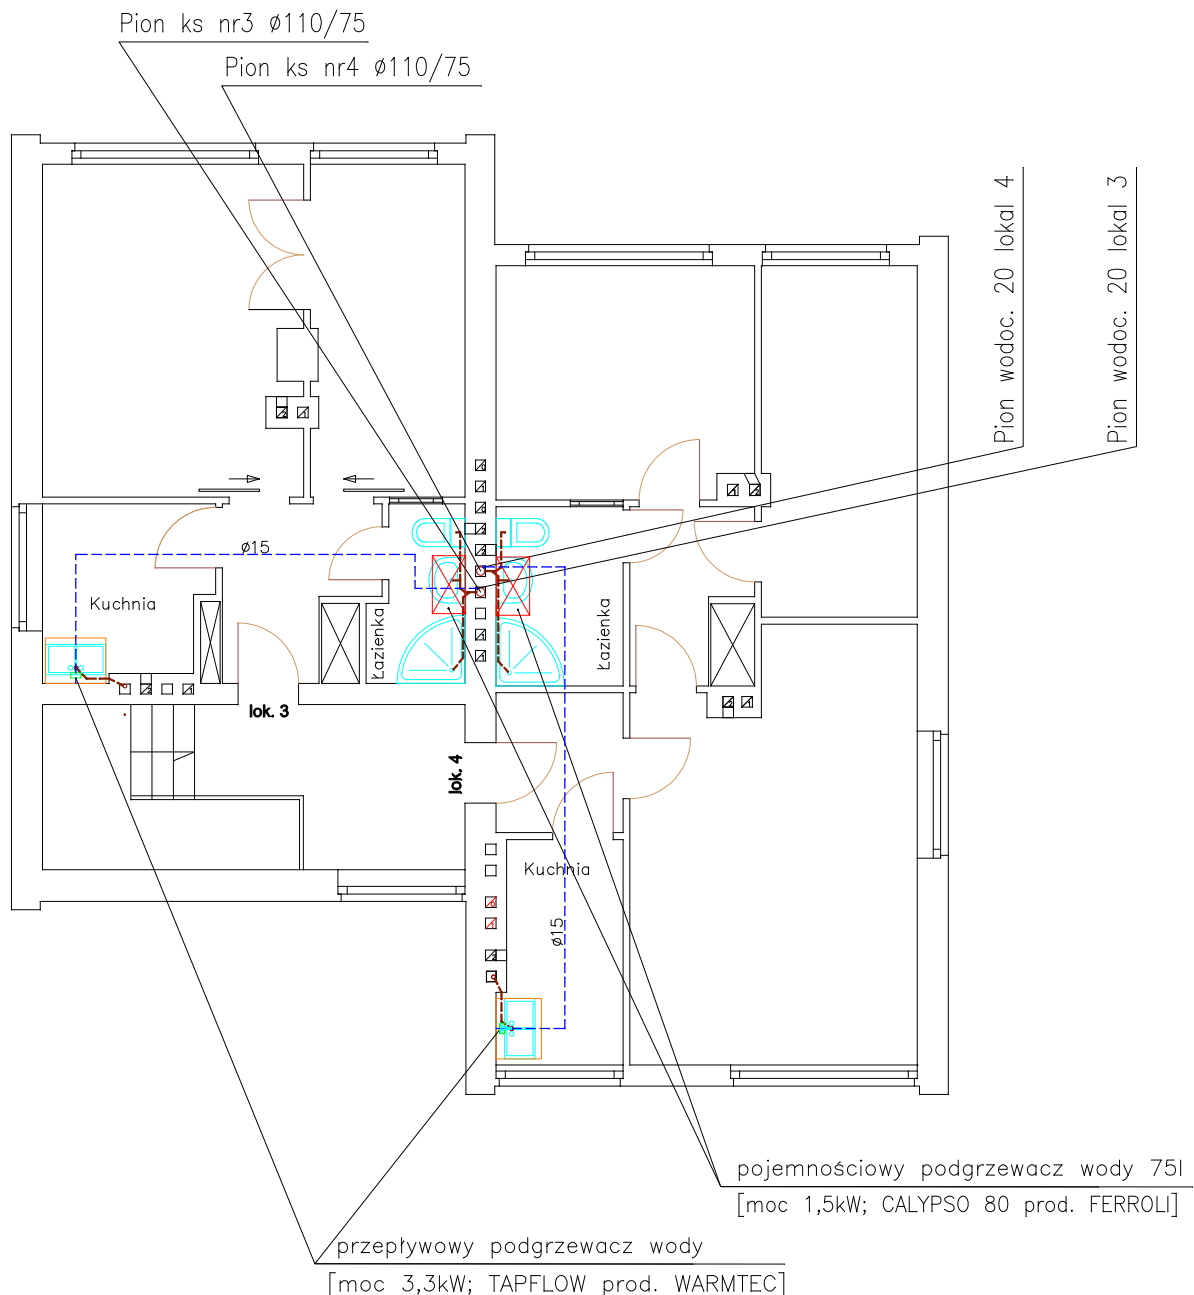 Pion ks nr3 ø110/75
Pion ks nr4 ø110/75
Pion wodoc. 20 lokal 4
Pion wodoc. 20 lokal 3
ø15
Kuchnia
Łazienka
Łazienka
lok. 3
lok. 4
Kuchnia
ø15
pojemnościowy podgrzewacz wody 75l
[moc 1,5kW; CALYPSO 80 prod. FERROLI]
przepływowy podgrzewacz wody
[moc 3,3kW; TAPFLOW prod. WARMTEC]